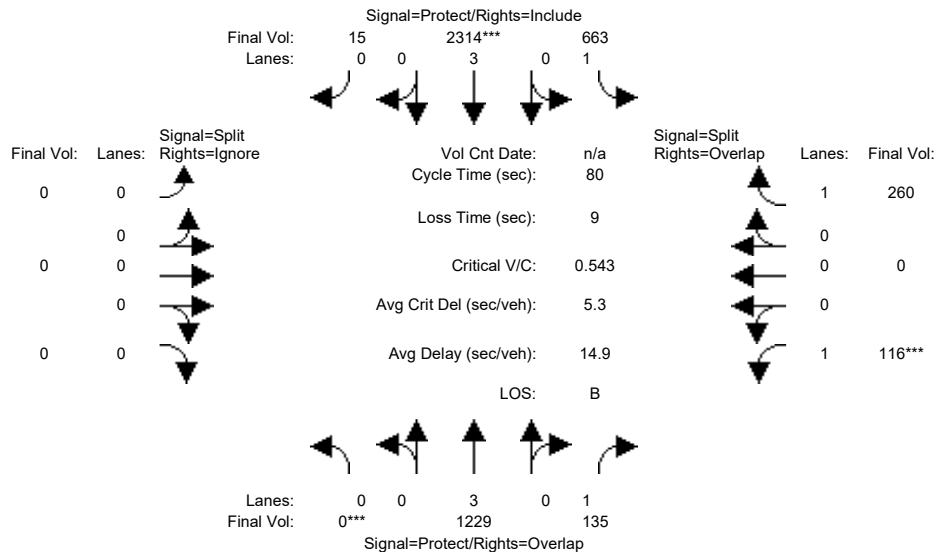 Signal=Protect/Rights=Include
Final Vol: 15 2314*** 663
Lanes: 0 0 3 0 1
Signal=Split
Final Vol: Lanes: Rights=Ignore
Vol Cnt Date: n/a
Signal=Split
Rights=Overlap Lanes: Final Vol:
Cycle Time (sec): 80
0 0 1 260
Loss Time (sec): 9
0 0
0 0 Critical V/C: 0.543 0 0
0 Avg Crit Del (sec/veh): 5.3 0
0 0 Avg Delay (sec/veh): 14.9 1 116***
LOS: B
Lanes: 0 0 3 0 1
Final Vol: 0*** 1229 135
Signal=Protect/Rights=Overlap